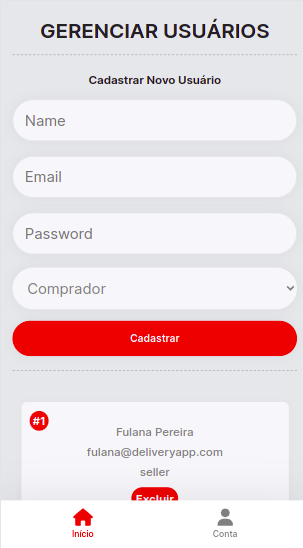 GERENCIAR USUÁRIOS
Cadastrar Novo Usuário
Name
Email
Password
Comprador
Cadastrar
#1
Fulana Pereira
fulana@deliveryapp.com
seller
Excluir
Início
Conta